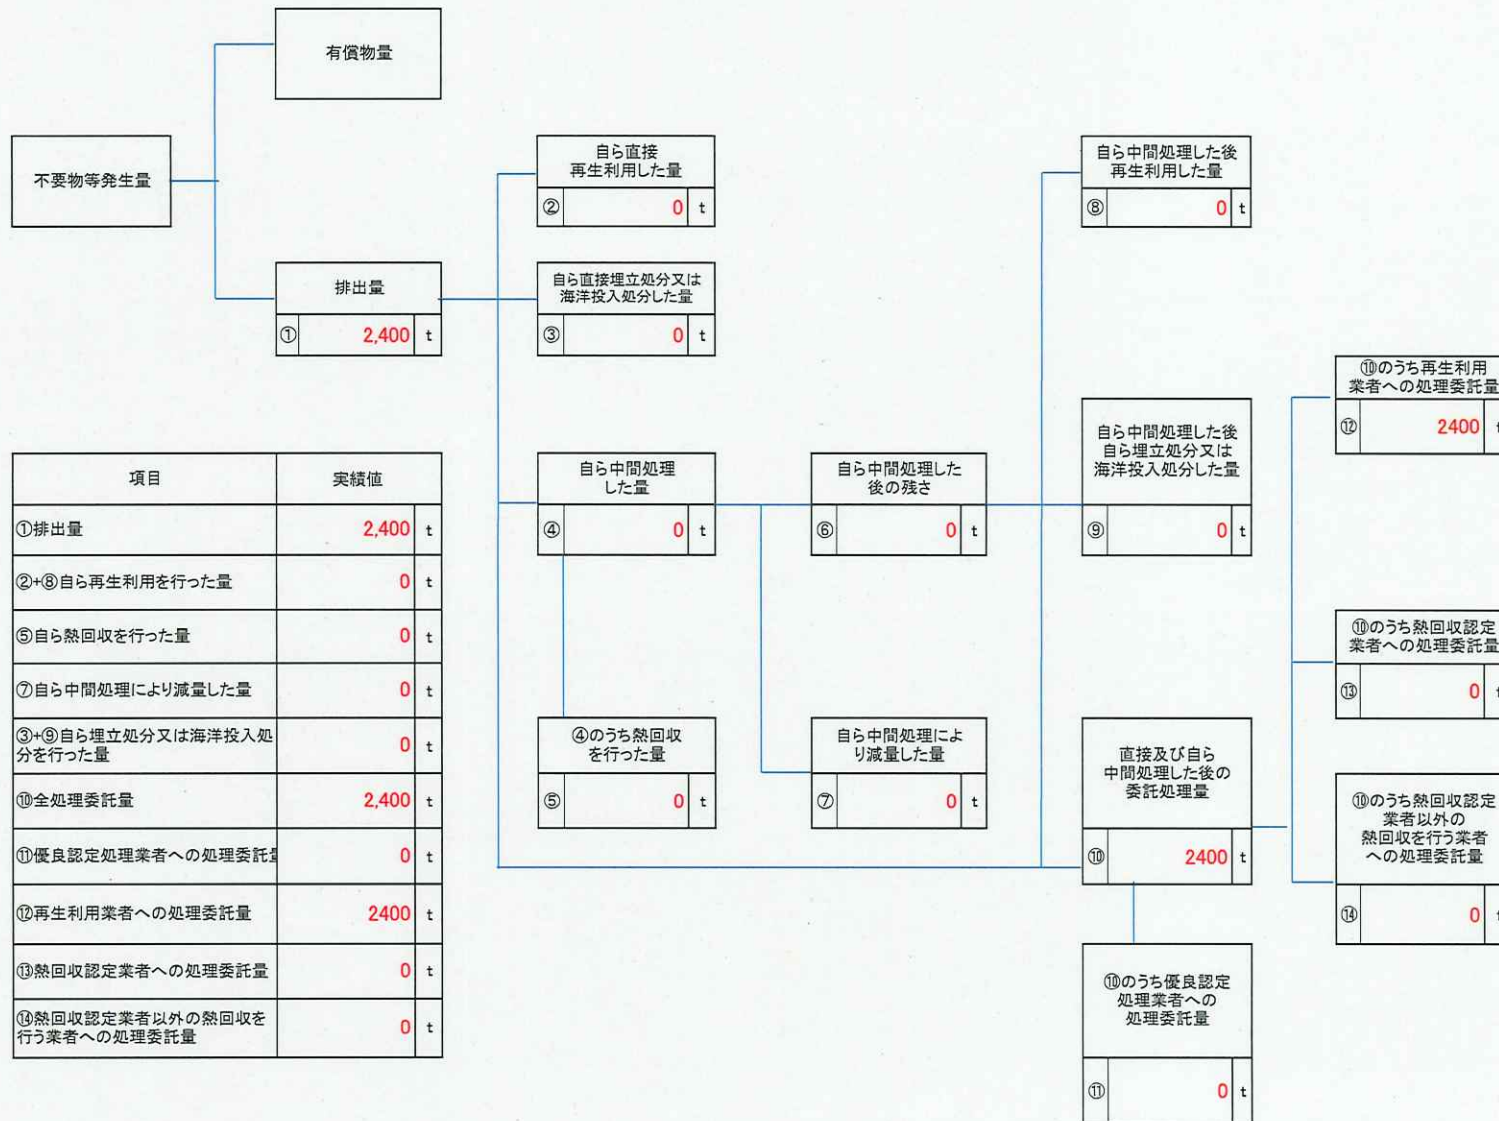 有償物量
不要物等発生量
排出量
① 2,400 t
自ら直接
再生利用した量
② 0 t
自ら直接埋立処分又は
海洋投入処分した量
③ 0 t
自ら中間処理
した量
④ 0 t
④のうち熱回収
を行った量
⑤ 0 t
自ら中間処理した
後の残さ
⑥ 0 t
自ら中間処理によ
り減量した量
⑦ 0 t
自ら中間処理した後
再生利用した量
⑧ 0 t
自ら中間処理した後
自ら埋立処分又は
海洋投入処分した量
⑨ 0 t
直接及び自ら
中間処理した後の
委託処理量
⑩ 2400 t
⑩のうち優良認定
処理業者への
処理委託量
⑪ 0 t
⑩のうち再生利用
業者への処理委託量
⑫ 2400 t
⑩のうち熱回収認定
業者への処理委託量
⑬ 0 t
⑩のうち熱回収認定
業者以外の
熱回収を行う業者
への処理委託量
⑭ 0 t
項目 実績値
①排出量 2,400 t
②+⑧自ら再生利用を行った量 0 t
⑤自ら熱回収を行った量 0 t
⑦自ら中間処理により減量した量 0 t
③+⑨自ら埋立処分又は海洋投入処
分を行った量 0 t
⑩全処理委託量 2,400 t
⑪優良認定処理業者への処理委託量 0 t
⑫再生利用業者への処理委託量 2400 t
⑬熱回収認定業者への処理委託量 0 t
⑭熱回収認定業者以外の熱回収を
行う業者への処理委託量 0 t